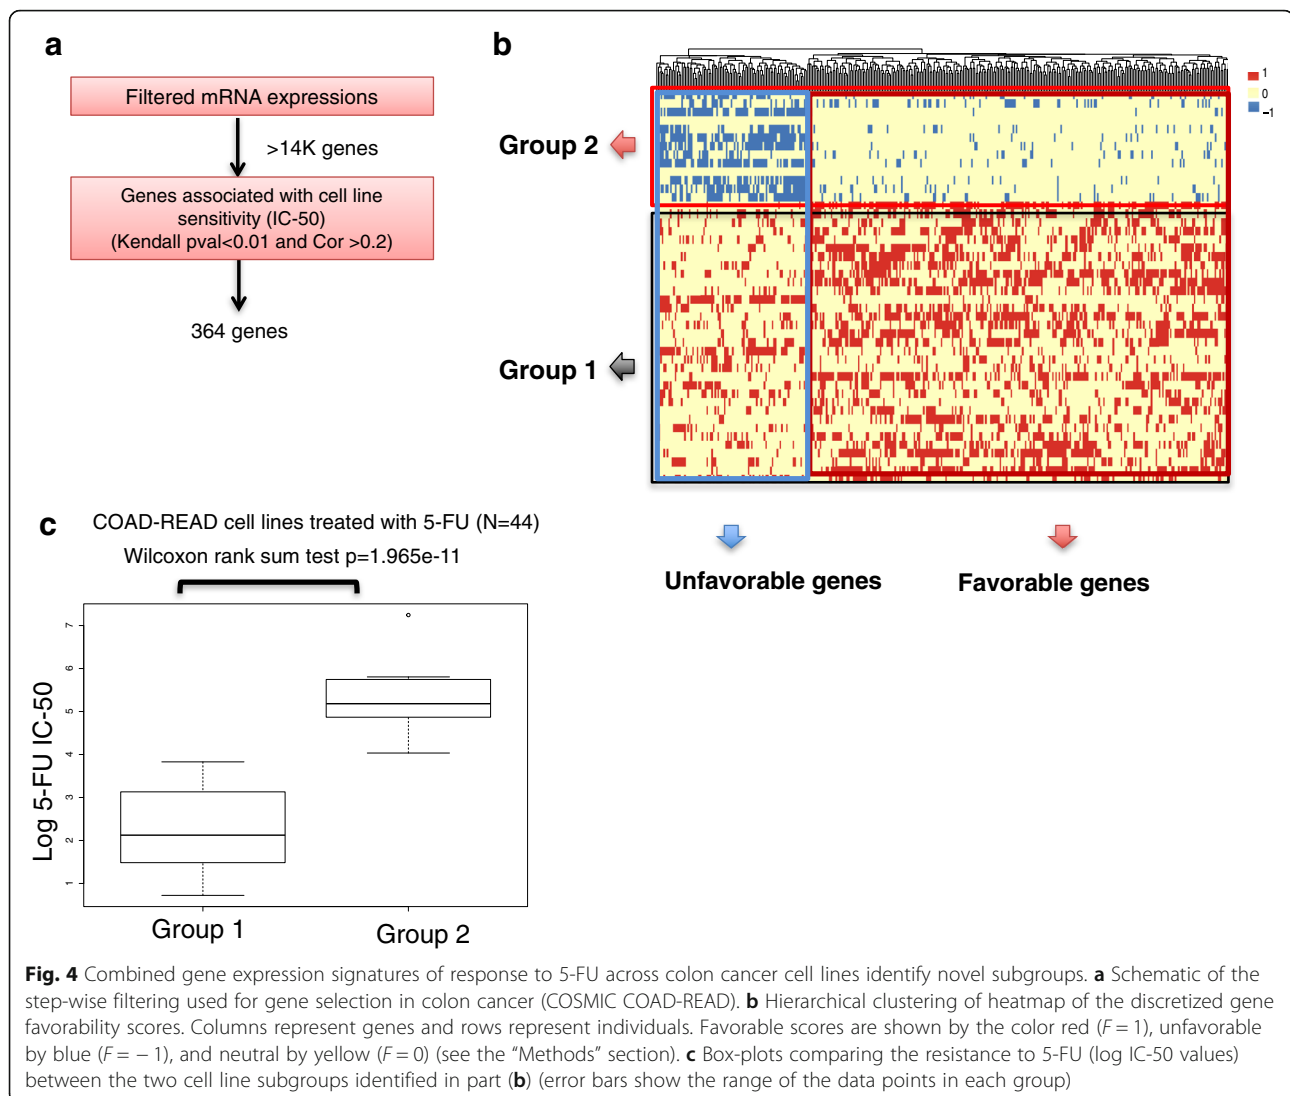 a
Filtered mRNA expressions
>14K genes
Genes associated with cell line
sensitivity (IC-50)
(Kendall pval<0.01 and Cor >0.2)
364 genes
b
1
0
−1
Group 2
Group 1
Unfavorable genes
Favorable genes
c
COAD-READ cell lines treated with 5-FU (N=44)
Wilcoxon rank sum test p=1.965e-11
Log 5-FU IC-50
7
6
5
4
3
2
1
Group 1
Group 2
Fig. 4 Combined gene expression signatures of response to 5-FU across colon cancer cell lines identify novel subgroups. a Schematic of the
step-wise filtering used for gene selection in colon cancer (COSMIC COAD-READ). b Hierarchical clustering of heatmap of the discretized gene
favorability scores. Columns represent genes and rows represent individuals. Favorable scores are shown by the color red (F = 1), unfavorable
by blue (F = − 1), and neutral by yellow (F = 0) (see the “Methods” section). c Box-plots comparing the resistance to 5-FU (log IC-50 values)
between the two cell line subgroups identified in part (b) (error bars show the range of the data points in each group)